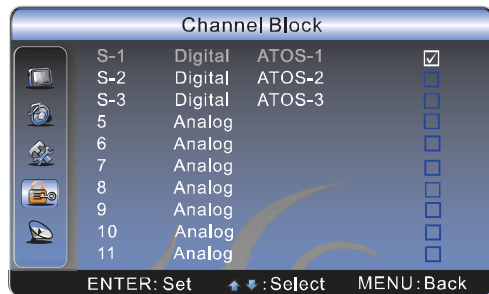 Channel Block
S-1 Digital ATOS-1
S-2 Digital ATOS-2
S-3 Digital ATOS-3
5 Analog
6 Analog
7 Analog
8 Analog
9 Analog
10 Analog
11 Analog
ENTER: Set :Select MENU: Back